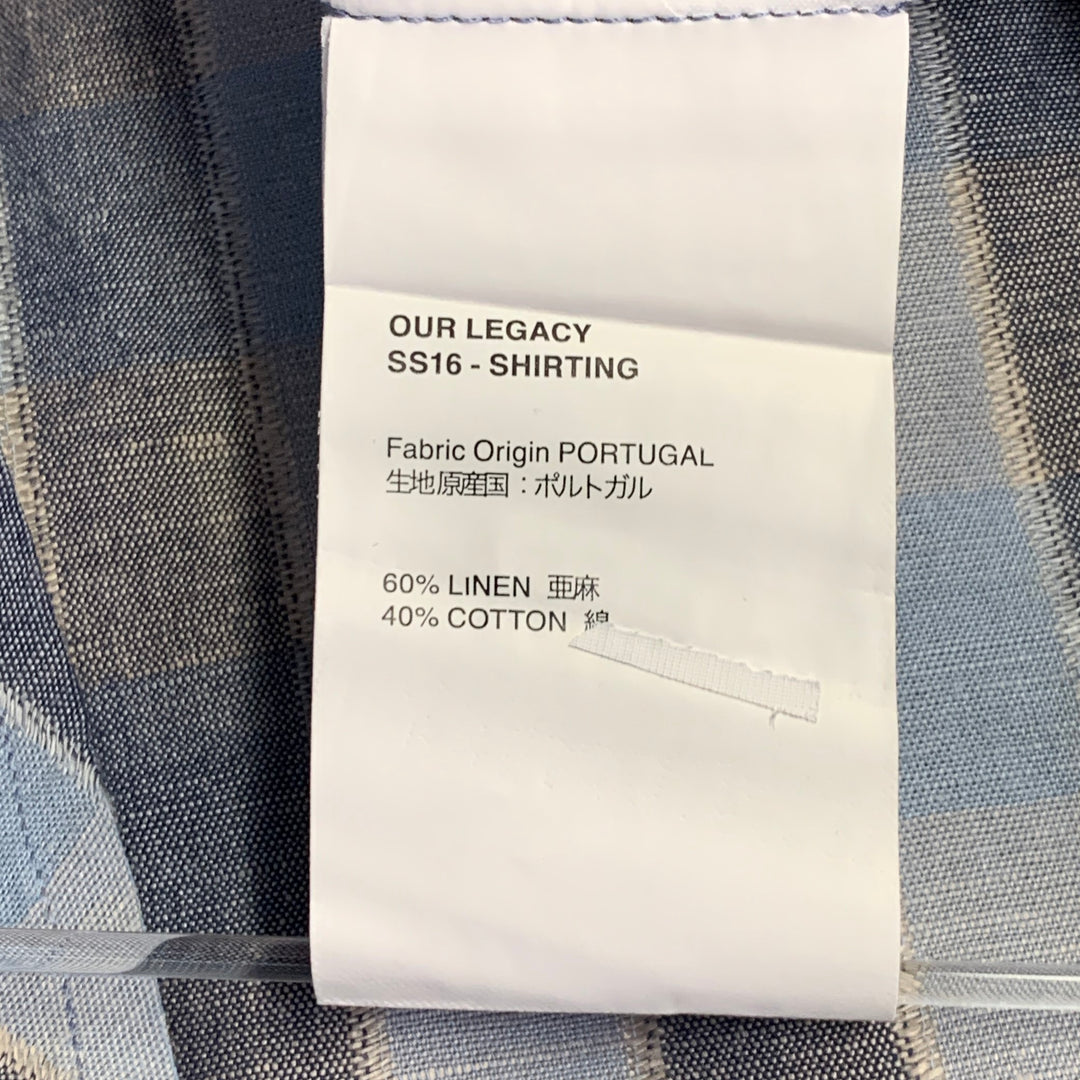 OUR LEGACY
SS16 - SHIRTING
Fabric Origin PORTUGAL
生地原産国：ポルトガル
60% LINEN 亜麻
40% COTTON 綿